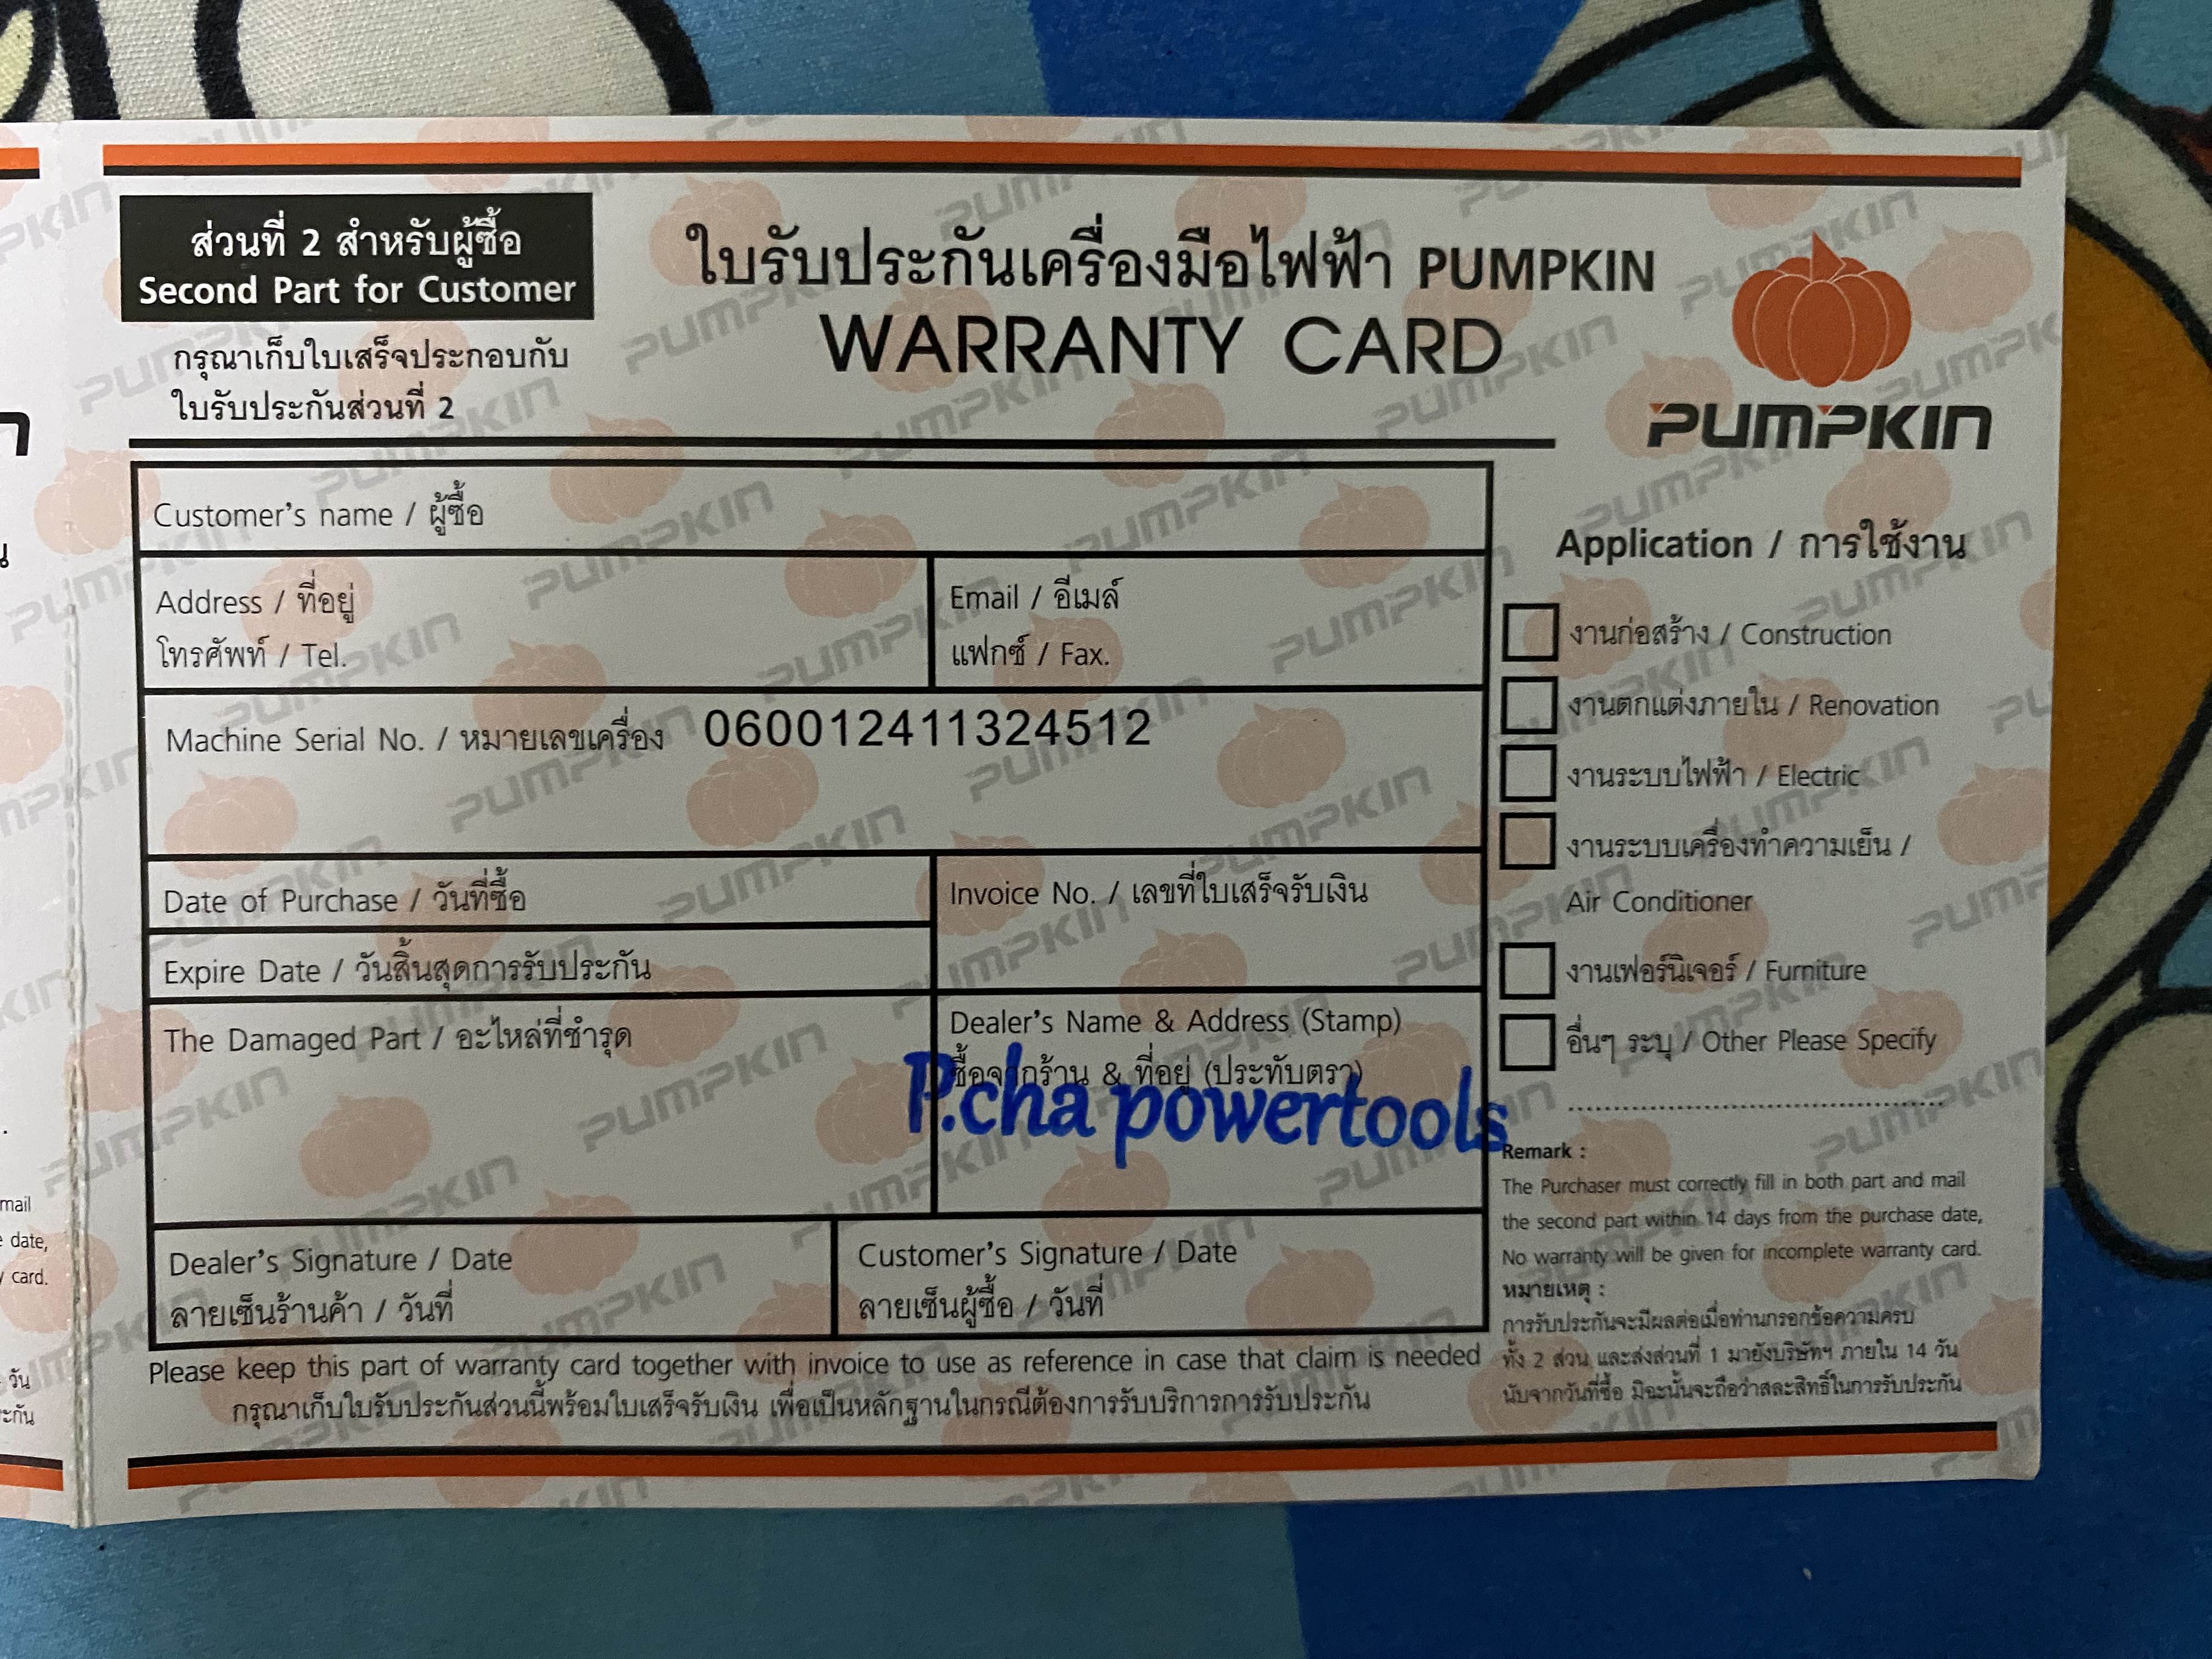 ส่วนที่ 2 สำหรับผู้ซื้อ
Second Part for Customer
กรุณาเก็บใบเสร็จประกอบกับ
ใบรับประกันส่วนที่ 2
ใบรับประกันเครื่องมือไฟฟ้า PUMPKIN
WARRANTY CARD
PUMPKIN
Customer's name / ผู้ซื้อ
Address / ที่อยู่
โทรศัพท์ / Tel.
Email / อีเมล์
แฟกซ์ / Fax.
Machine Serial No. / หมายเลขเครื่อง 060012411324512
Date of Purchase / วันที่ซื้อ
Invoice No. / เลขที่ใบเสร็จรับเงิน
Expire Date / วันสิ้นสุดการรับประกัน
The Damaged Part / อะไหล่ที่ชำรุด
Dealer's Name & Address (Stamp)
ซื้อจากร้าน & ที่อยู่ (ประทับตรา)
P.cha powertools
Dealer's Signature / Date
ลายเซ็นร้านค้า / วันที่
Customer's Signature / Date
ลายเซ็นผู้ซื้อ / วันที่
Please keep this part of warranty card together with invoice to use as reference in case that claim is needed
กรุณาเก็บใบรับประกันส่วนนี้พร้อมใบเสร็จรับเงิน เพื่อเป็นหลักฐานในกรณีต้องการรับบริการการรับประกัน
Application / การใช้งาน
งานก่อสร้าง / Construction
งานตกแต่งภายใน / Renovation
งานระบบไฟฟ้า / Electric
งานระบบเครื่องทำความเย็น /
Air Conditioner
งานเฟอร์นิเจอร์ / Furniture
อื่นๆ ระบุ / Other Please Specify
Remark :
The Purchaser must correctly fill in both part and mail
the second part within 14 days from the purchase date,
No warranty will be given for incomplete warranty card.
หมายเหตุ :
การรับประกันจะมีผลต่อเมื่อท่านกรอกข้อความครบ
ทั้ง 2 ส่วน และส่งส่วนที่ 1 มายังบริษัทฯ ภายใน 14 วัน
นับจากวันที่ซื้อ มิฉะนั้นจะถือว่าสละสิทธิ์ในการรับประกัน